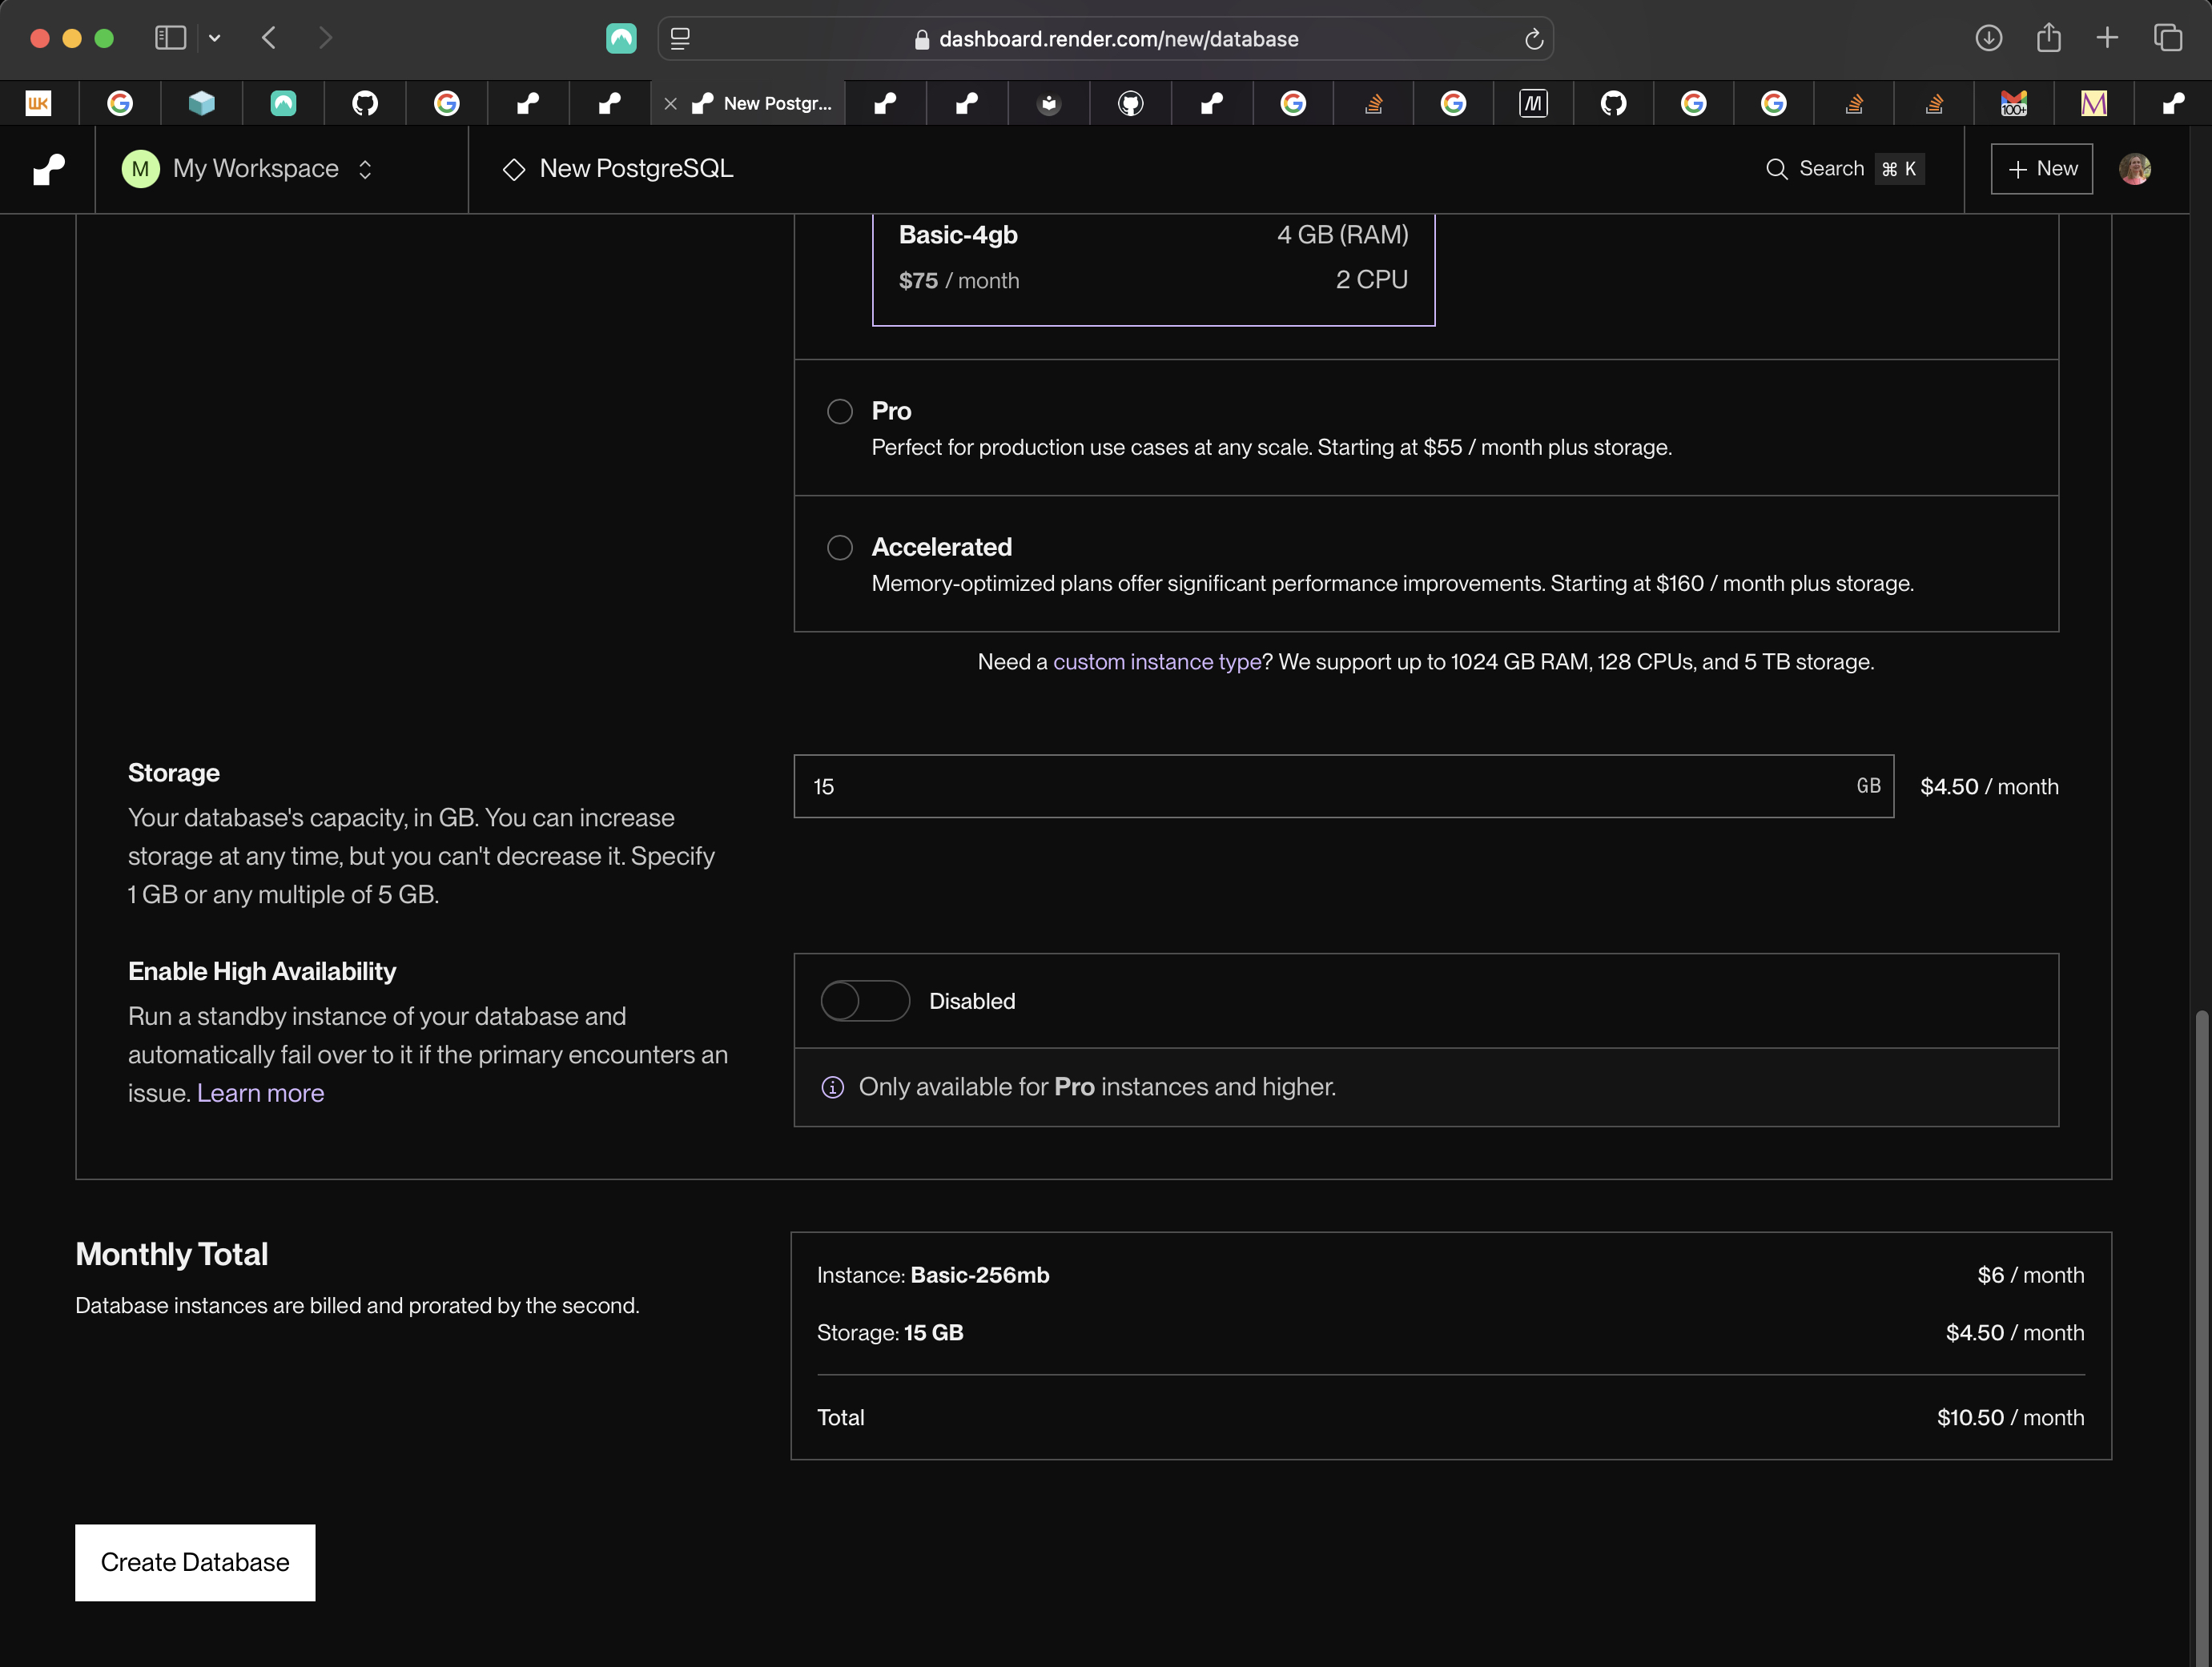 dashboard.render.com/new/database
New Postgr...
100+
M My Workspace
New PostgreSQL
Search ⌘ K
+ New
Basic-4gb 4 GB (RAM)
$75 / month 2 CPU
Pro
Perfect for production use cases at any scale. Starting at $55 / month plus storage.
Accelerated
Memory-optimized plans offer significant performance improvements. Starting at $160 / month plus storage.
Need a custom instance type? We support up to 1024 GB RAM, 128 CPUs, and 5 TB storage.
Storage
Your database's capacity, in GB. You can increase
storage at any time, but you can't decrease it. Specify
1 GB or any multiple of 5 GB.
15 GB $4.50 / month
Enable High Availability
Run a standby instance of your database and
automatically fail over to it if the primary encounters an
issue. Learn more
Disabled
Only available for Pro instances and higher.
Monthly Total
Database instances are billed and prorated by the second.
Instance: Basic-256mb $6 / month
Storage: 15 GB $4.50 / month
Total $10.50 / month
Create Database